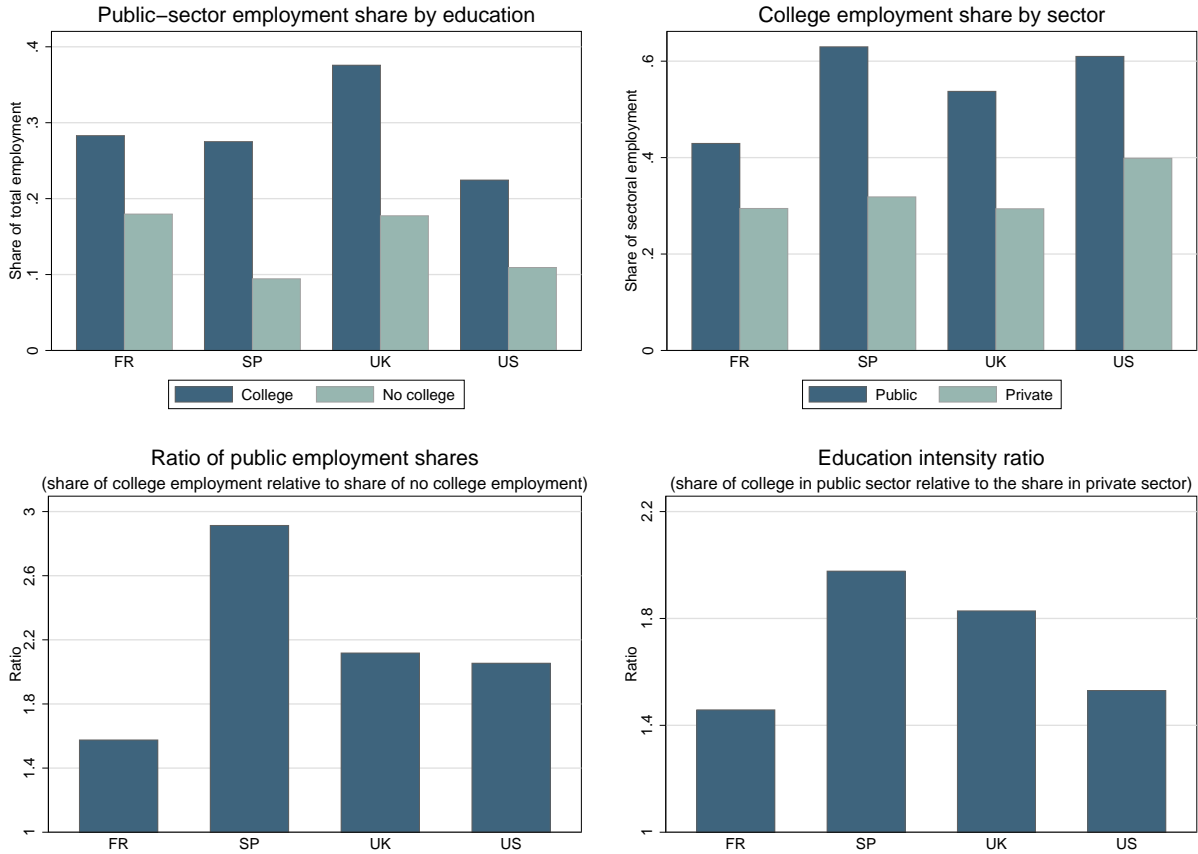 Public−sector employment share by education
Share of total employment
.4
.3
.2
.1
0
FR SP UK US
College No college
College employment share by sector
Share of sectoral employment
.6
.4
.2
0
FR SP UK US
Public Private
Ratio of public employment shares
(share of college employment relative to share of no college employment)
Ratio
3
2.6
2.2
1.8
1.4
1
FR SP UK US
Education intensity ratio
(share of college in public sector relative to the share in private sector)
Ratio
2.2
1.8
1.4
1
FR SP UK US